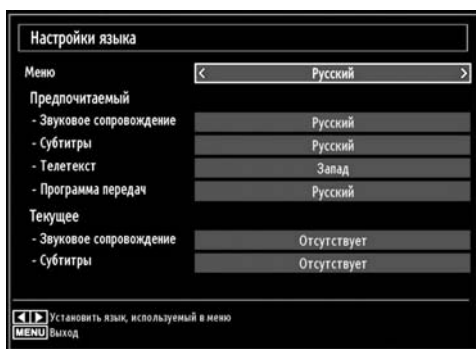 Настройки языка
Меню < Русский >
Предпочитаемый
- Звуковое сопровождение Русский
- Субтитры Русский
- Телетекст Запад
- Программа передач Русский
Текущее
- Звуковое сопровождение Отсутствует
- Субтитры Отсутствует
Установить язык, используемый в меню
MENU Выход